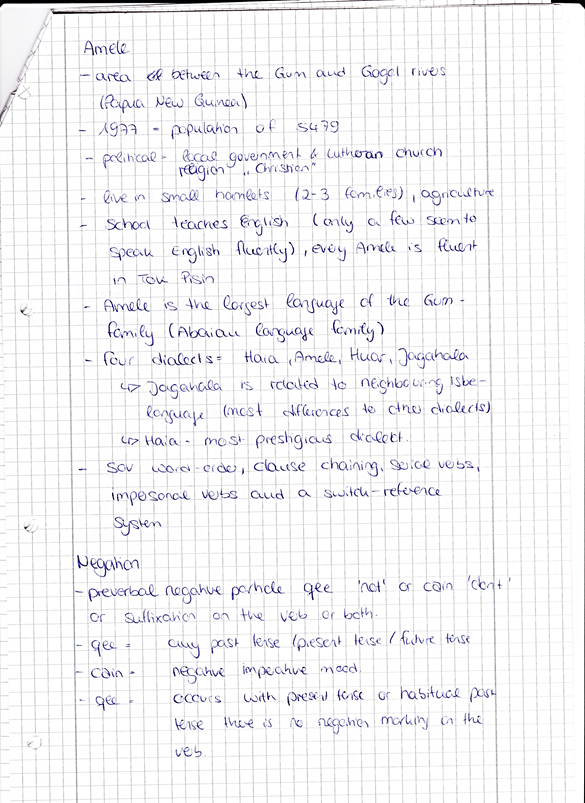 Amele
- area between the Gum and Gogol rivers
(Papua New Guinea)
- 1977 = population of 5479
- political = local government & Lutheran church
religion „Christian"
- live in small hamlets (2-3 families), agriculture
- school teaches English (only a few seem to
speak English fluently), every Amele is fluent
in Tok Pisin
- Amele is the largest language of the Gum-
family (Abaian language family)
- four dialects = Haia, Amele, Huar, Jagahala
↳ Jagahala is related to neighbouring Isbe-
language (most differences to other dialects)
↳ Haia - most prestigious dialect.
- SOV word-order, clause chaining, serial verbs,
impersonal verbs and a switch-reference
system
Negation
- preverbal negative particle qee 'not' or cain 'dont'
or suffixation on the verb or both.
- qee = any past tense / present tense / future tense
- cain = negative imperative mood
- qee = occurs with present tense or habitual past
tense there is no negation marking in the
verb